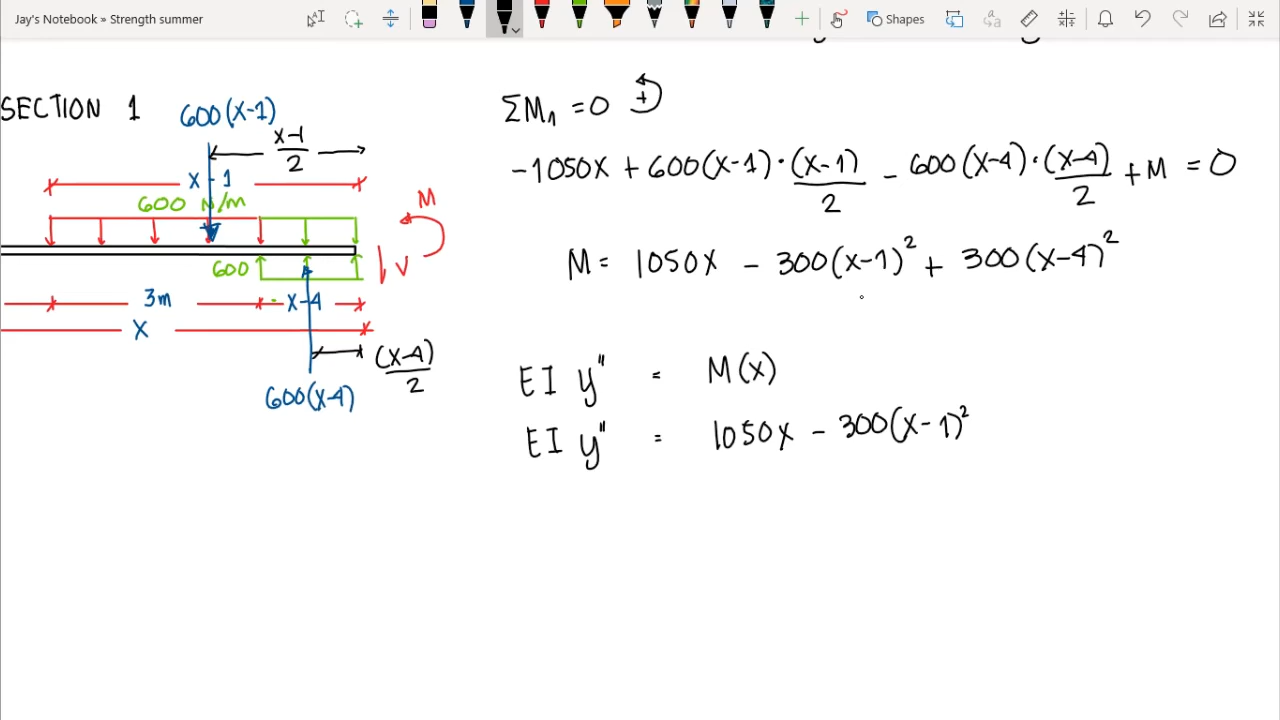 Jay's Notebook » Strength summer
Shapes
SECTION 1
600(x-1)
x-1
2
x-1
600 N/m
M
600
V
3m
x-4
x
(x-4)
2
600(x-4)
ΣM₁ = 0 +
-1050x + 600(x-1)·(x-1)/2 - 600(x-4)·(x-4)/2 + M = 0
M = 1050x - 300(x-1)² + 300(x-4)²
EI y" = M(x)
EI y" = 1050x - 300(x-1)²